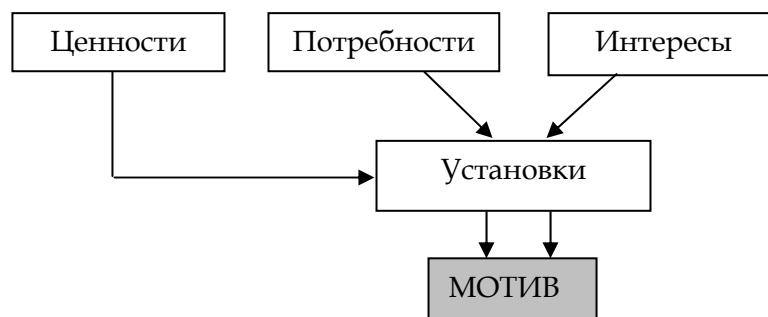 Ценности
Потребности
Интересы
Установки
МОТИВ